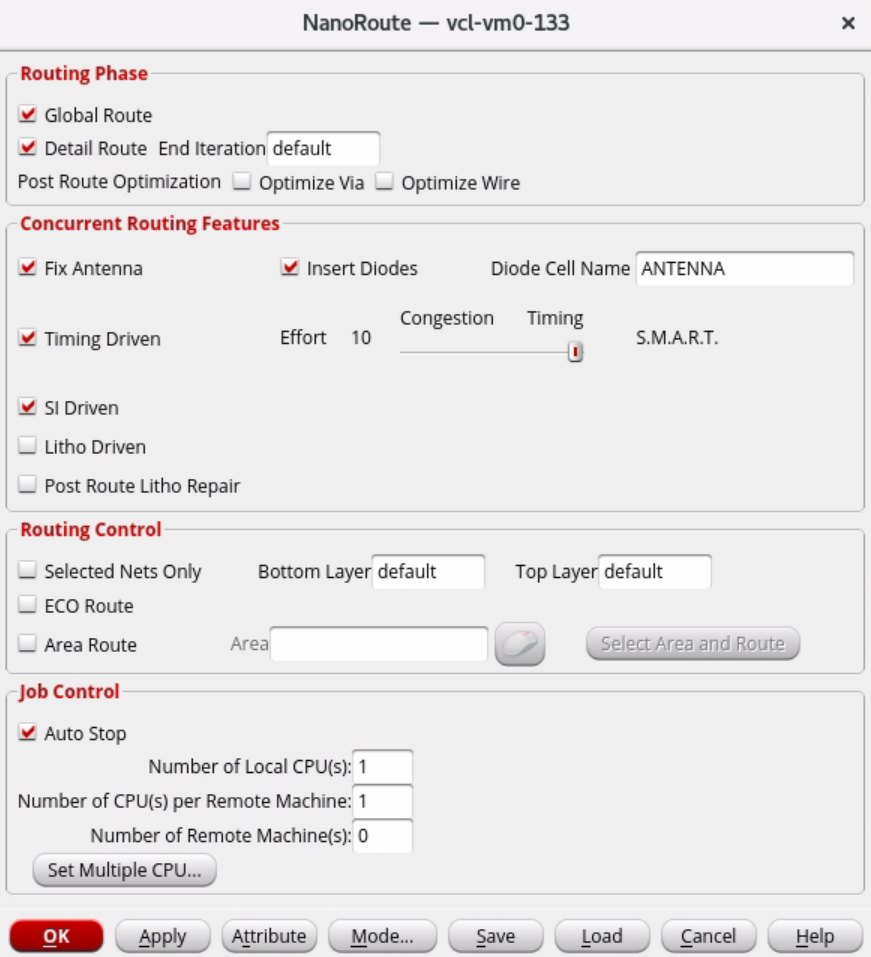 NanoRoute — vcl-vm0-133
Routing Phase
Global Route
Detail Route End Iteration default
Post Route Optimization Optimize Via Optimize Wire
Concurrent Routing Features
Fix Antenna Insert Diodes Diode Cell Name ANTENNA
Congestion Timing
Timing Driven Effort 10 S.M.A.R.T.
SI Driven
Litho Driven
Post Route Litho Repair
Routing Control
Selected Nets Only Bottom Layer default Top Layer default
ECO Route
Area Route Area Select Area and Route
Job Control
Auto Stop
Number of Local CPU(s): 1
Number of CPU(s) per Remote Machine: 1
Number of Remote Machine(s): 0
Set Multiple CPU...
OK Apply Attribute Mode... Save Load Cancel Help